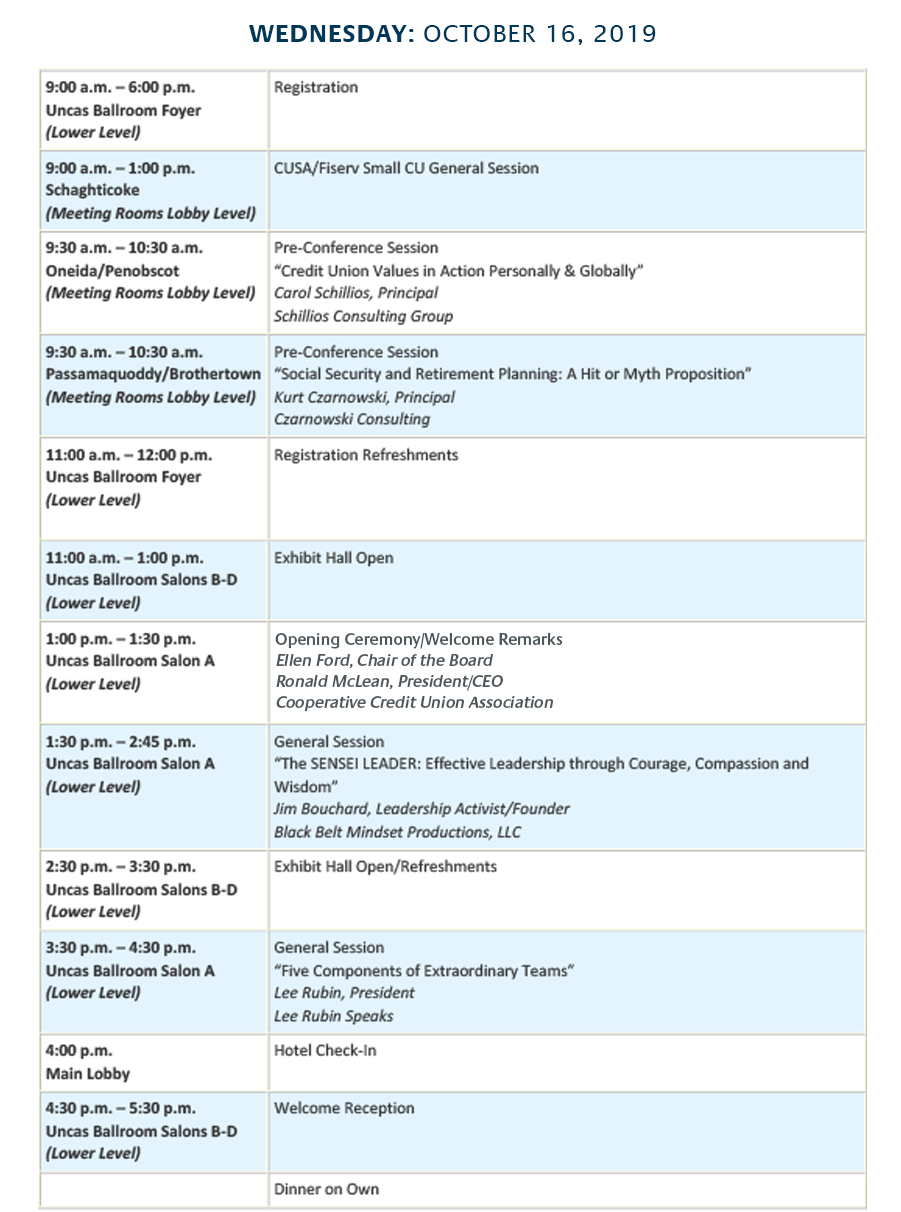 WEDNESDAY: OCTOBER 16, 2019
9:00 a.m. – 6:00 p.m.
Uncas Ballroom Foyer
(Lower Level)
Registration
9:00 a.m. – 1:00 p.m.
Schaghticoke
(Meeting Rooms Lobby Level)
CUSA/Fiserv Small CU General Session
9:30 a.m. – 10:30 a.m.
Oneida/Penobscot
(Meeting Rooms Lobby Level)
Pre-Conference Session
“Credit Union Values in Action Personally & Globally”
Carol Schillios, Principal
Schillios Consulting Group
9:30 a.m. – 10:30 a.m.
Passamaquoddy/Brothertown
(Meeting Rooms Lobby Level)
Pre-Conference Session
“Social Security and Retirement Planning: A Hit or Myth Proposition”
Kurt Czarnowski, Principal
Czarnowski Consulting
11:00 a.m. – 12:00 p.m.
Uncas Ballroom Foyer
(Lower Level)
Registration Refreshments
11:00 a.m. – 1:00 p.m.
Uncas Ballroom Salons B-D
(Lower Level)
Exhibit Hall Open
1:00 p.m. – 1:30 p.m.
Uncas Ballroom Salon A
(Lower Level)
Opening Ceremony/Welcome Remarks
Ellen Ford, Chair of the Board
Ronald McLean, President/CEO
Cooperative Credit Union Association
1:30 p.m. – 2:45 p.m.
Uncas Ballroom Salon A
(Lower Level)
General Session
“The SENSEI LEADER: Effective Leadership through Courage, Compassion and
Wisdom”
Jim Bouchard, Leadership Activist/Founder
Black Belt Mindset Productions, LLC
2:30 p.m. – 3:30 p.m.
Uncas Ballroom Salons B-D
(Lower Level)
Exhibit Hall Open/Refreshments
3:30 p.m. – 4:30 p.m.
Uncas Ballroom Salon A
(Lower Level)
General Session
“Five Components of Extraordinary Teams”
Lee Rubin, President
Lee Rubin Speaks
4:00 p.m.
Main Lobby
Hotel Check-In
4:30 p.m. – 5:30 p.m.
Uncas Ballroom Salons B-D
(Lower Level)
Welcome Reception
Dinner on Own